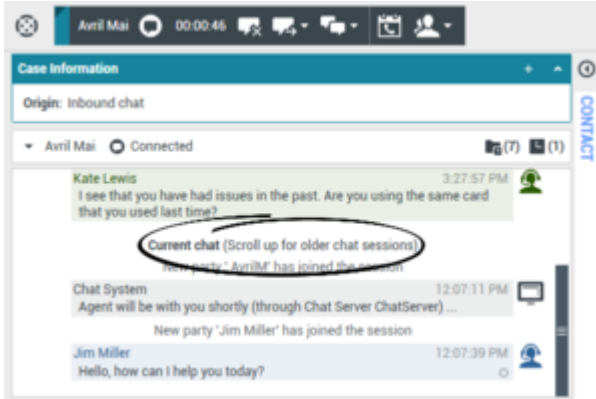 Avril Mai 00:00:46
Case Information
Origin: Inbound chat
Avril Mai Connected (7) (1)
CONTACT
Kate Lewis 3:27:57 PM
I see that you have had issues in the past. Are you using the same card
that you used last time?
Current chat (Scroll up for older chat sessions)
New party ' AvrilM' has joined the session
Chat System 12:07:11 PM
Agent will be with you shortly (through Chat Server ChatServer) ...
New party 'Jim Miller' has joined the session
Jim Miller 12:07:39 PM
Hello, how can I help you today?